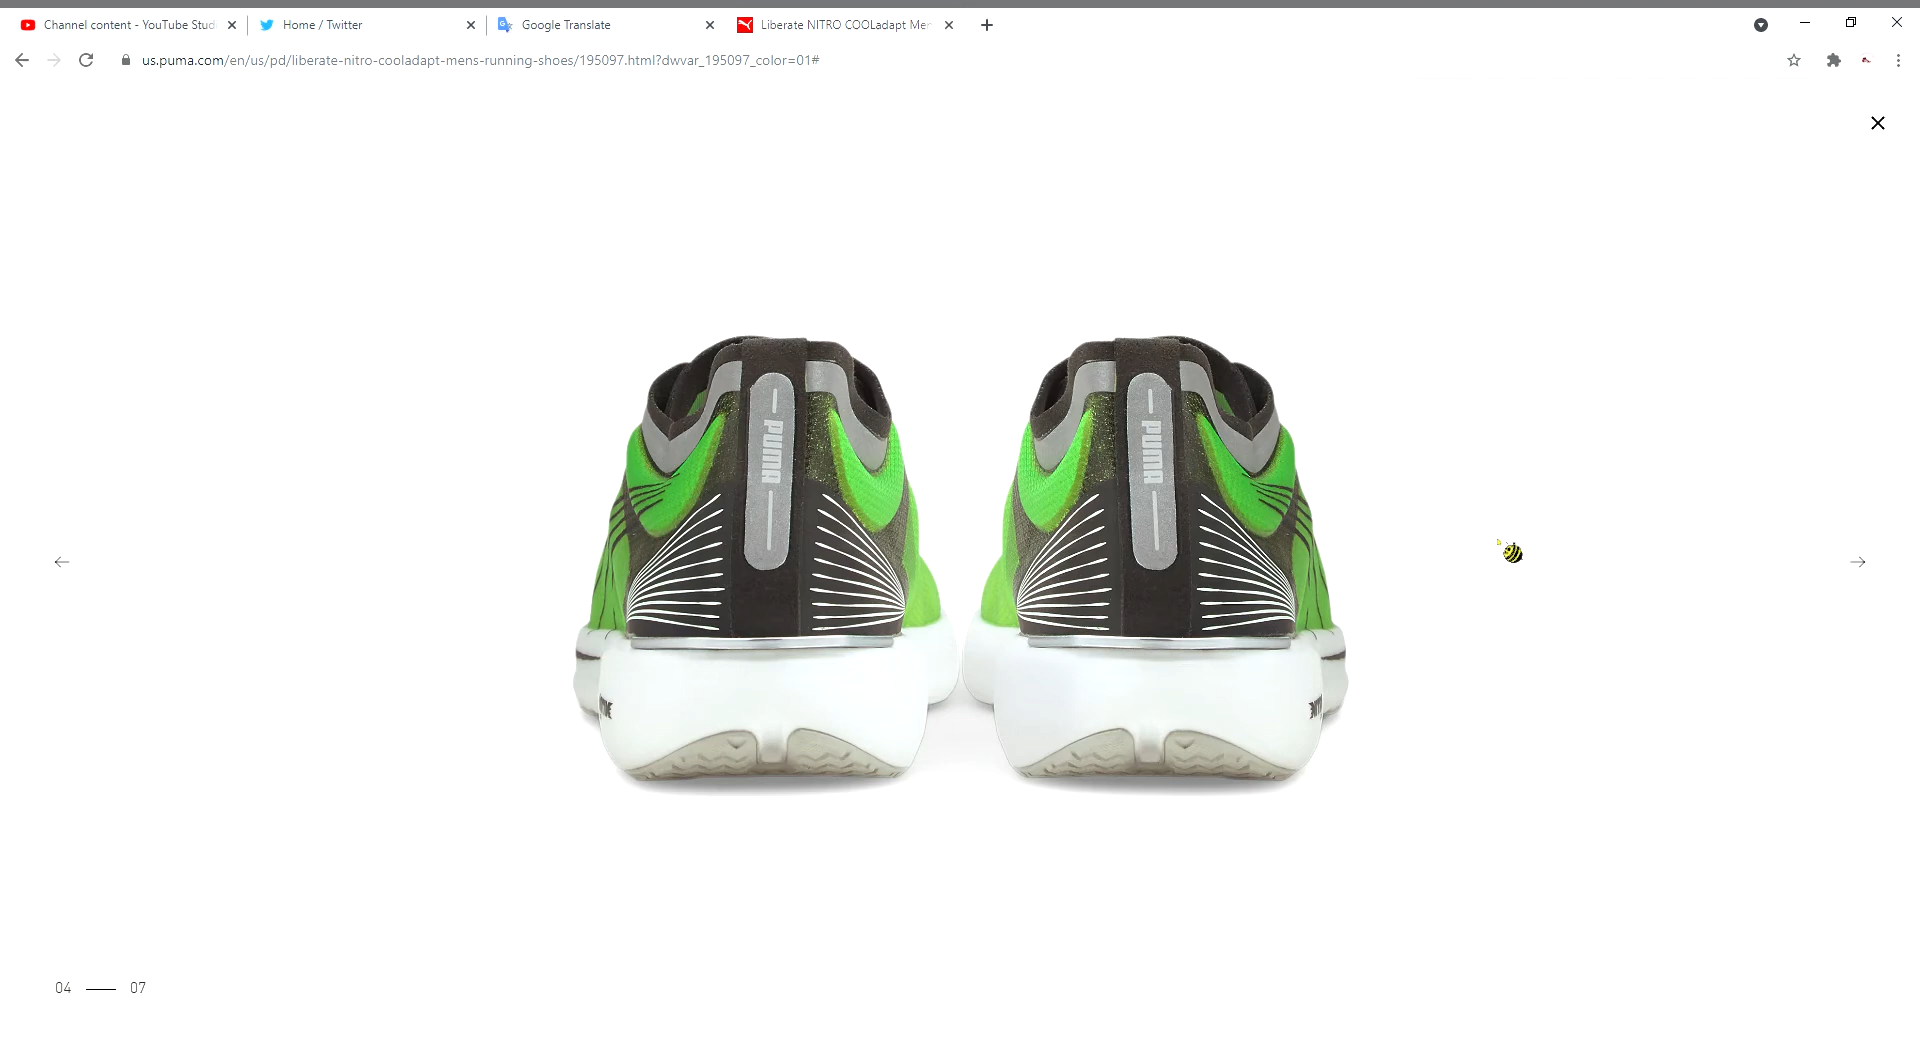 Channel content - YouTube Stud
Home / Twitter
Google Translate
Liberate NITRO COOLadapt Mer
us.puma.com/en/us/pd/liberate-nitro-cooladapt-mens-running-shoes/195097.html?dwvar_195097_color=01#
PUMA
PUMA
04
07